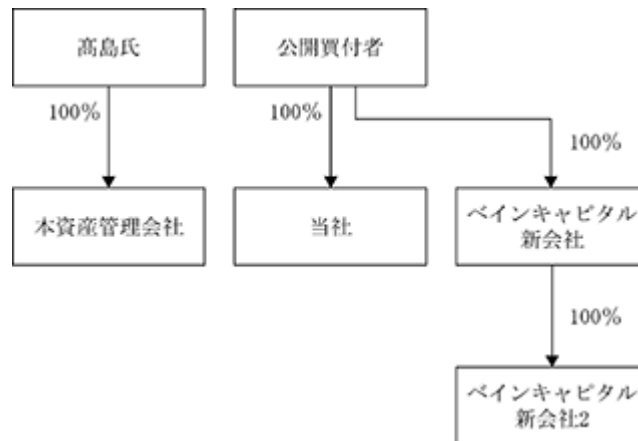 髙島氏
公開買付者
100%
100%
100%
本資産管理会社
当社
ベインキャピタル
新会社
100%
ベインキャピタル
新会社2